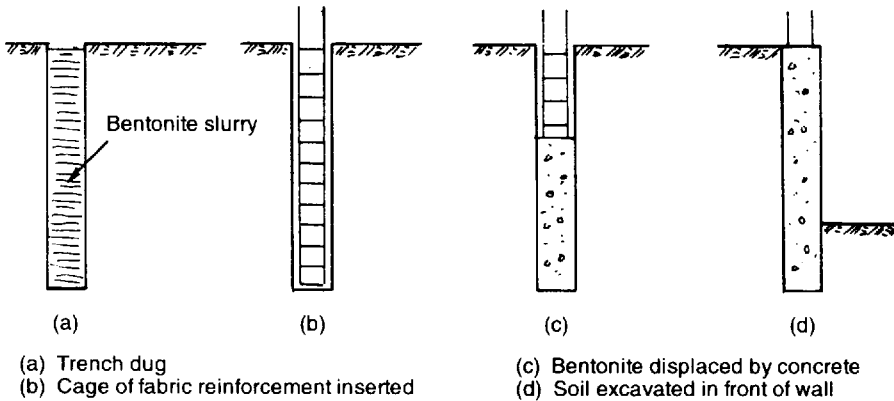 Bentonite slurry
(a)
(b)
(c)
(d)
(a) Trench dug
(b) Cage of fabric reinforcement inserted
(c) Bentonite displaced by concrete
(d) Soil excavated in front of wall